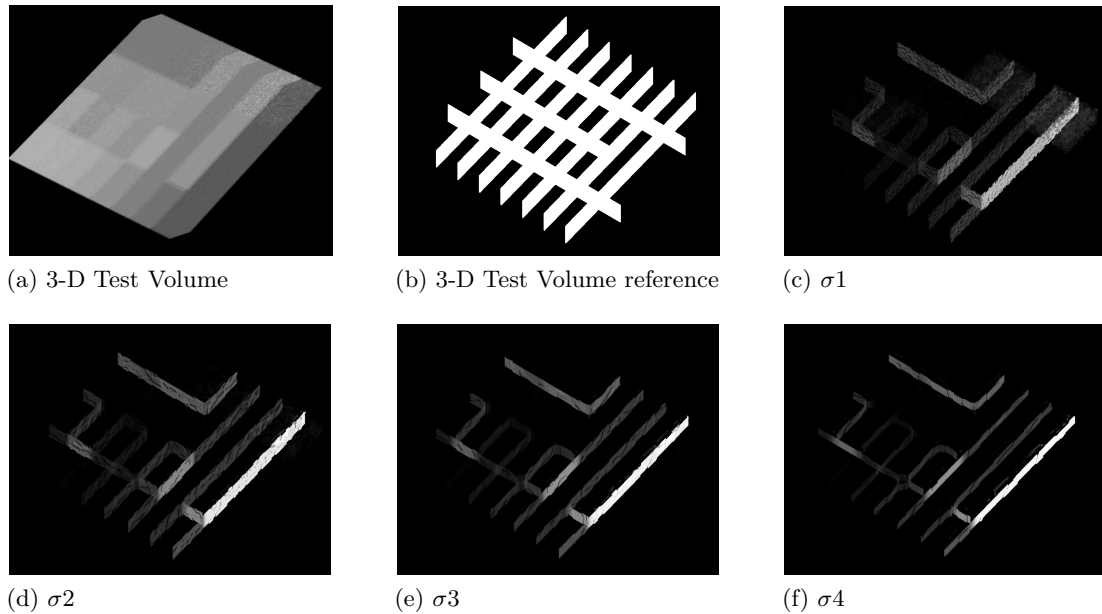 (a) 3-D Test Volume
(b) 3-D Test Volume reference
(c) σ1
(d) σ2
(e) σ3
(f) σ4